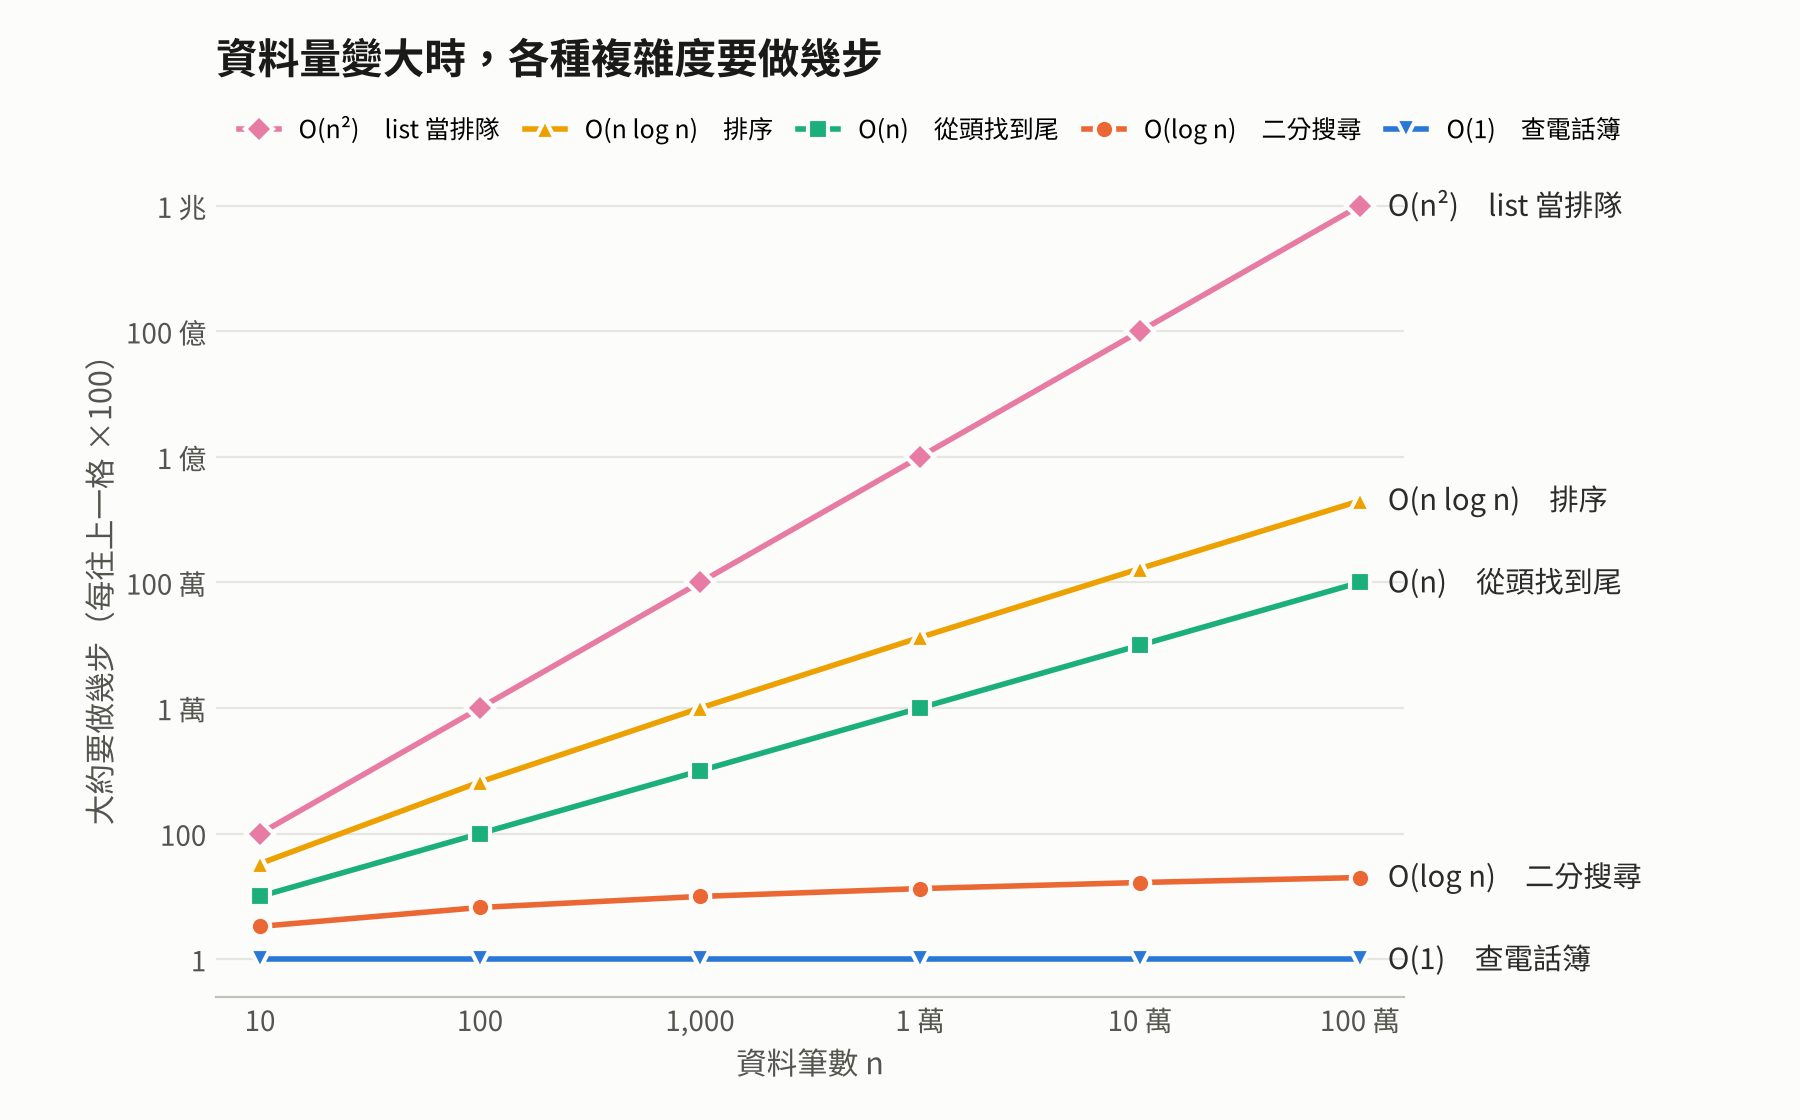 資料量變大時，各種複雜度要做幾步
O(n²)　list 當排隊　O(n log n)　排序　O(n)　從頭找到尾　O(log n)　二分搜尋　O(1)　查電話簿
大約要做幾步（每往上一格 ×100）
1 兆
100 億
1 億
100 萬
1 萬
100
1
O(n²)　list 當排隊
O(n log n)　排序
O(n)　從頭找到尾
O(log n)　二分搜尋
O(1)　查電話簿
10　100　1,000　1 萬　10 萬　100 萬
資料筆數 n